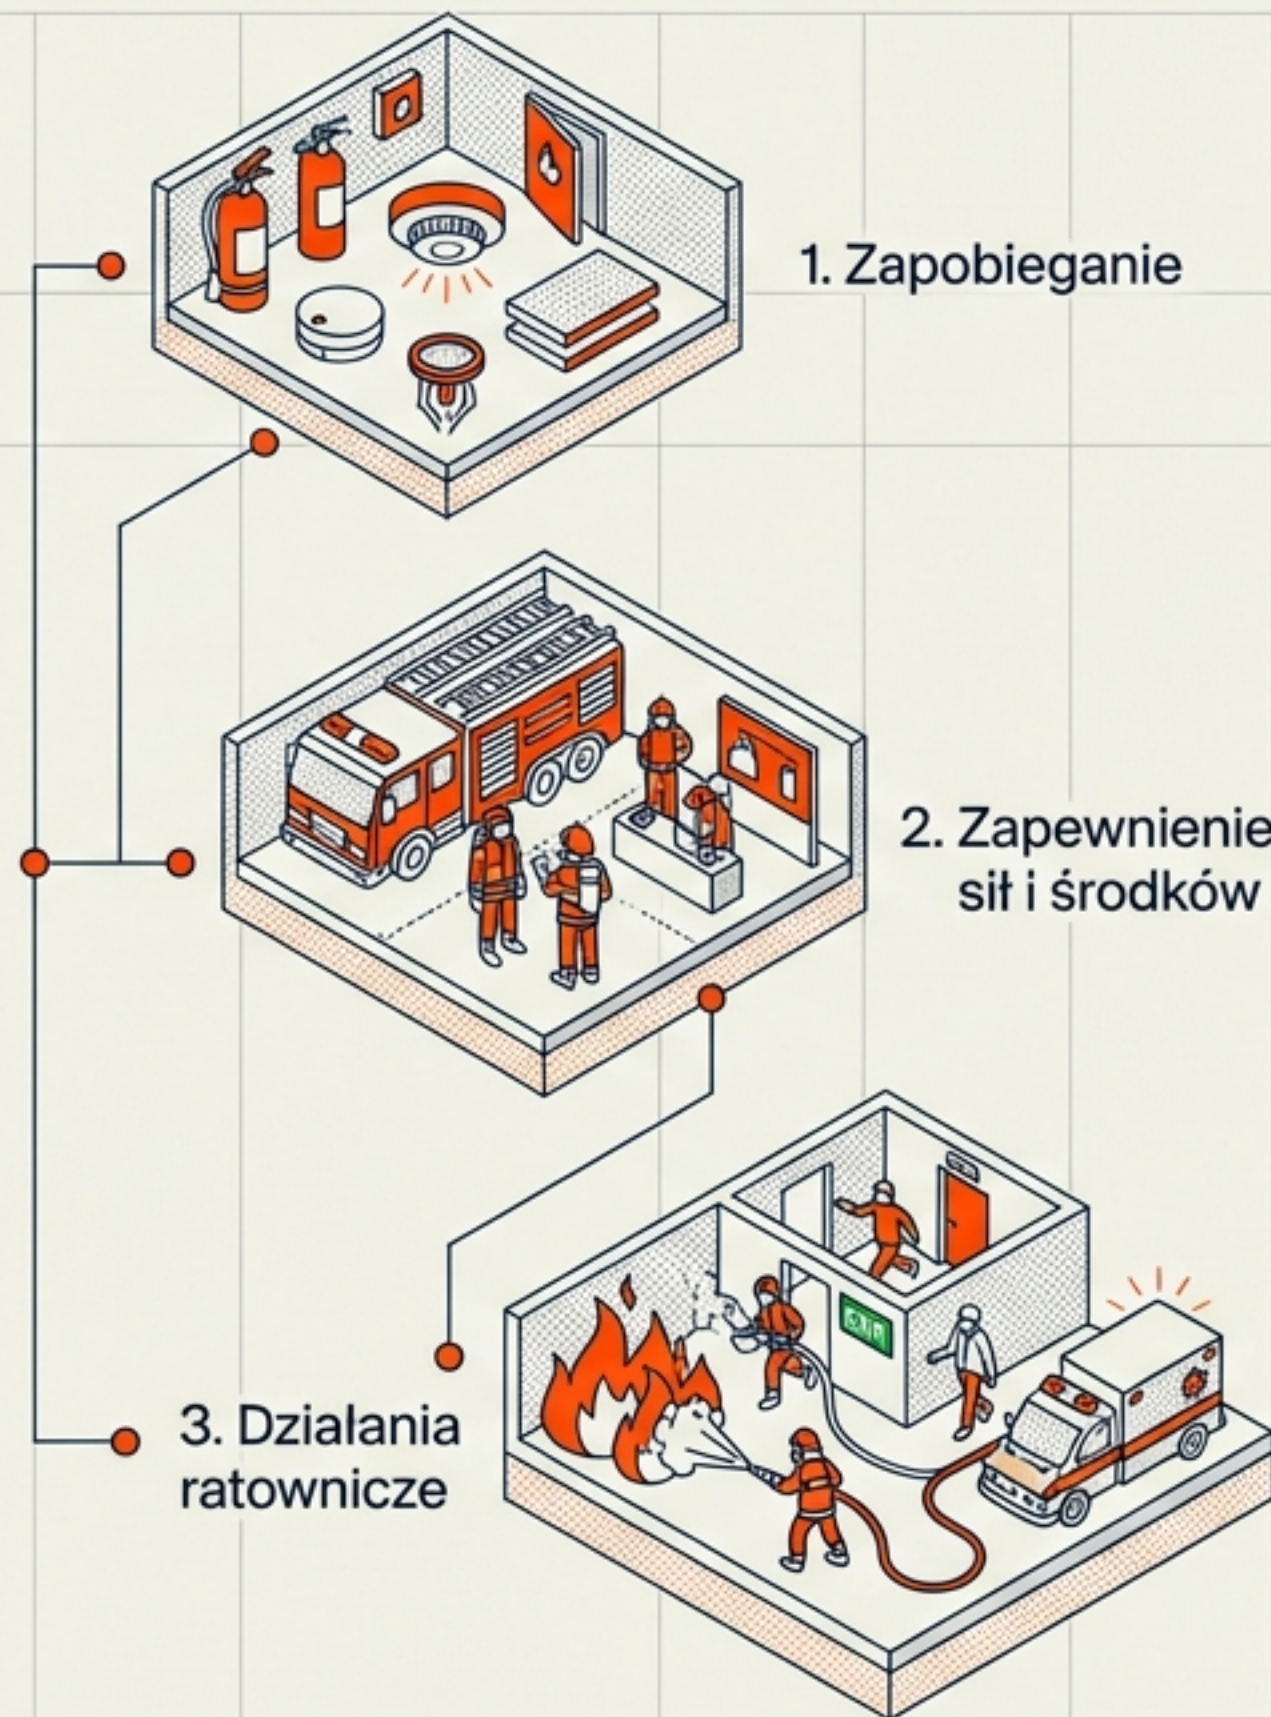 1. Zapobieganie
2. Zapewnienie
sił i środków
3. Działania
ratownicze